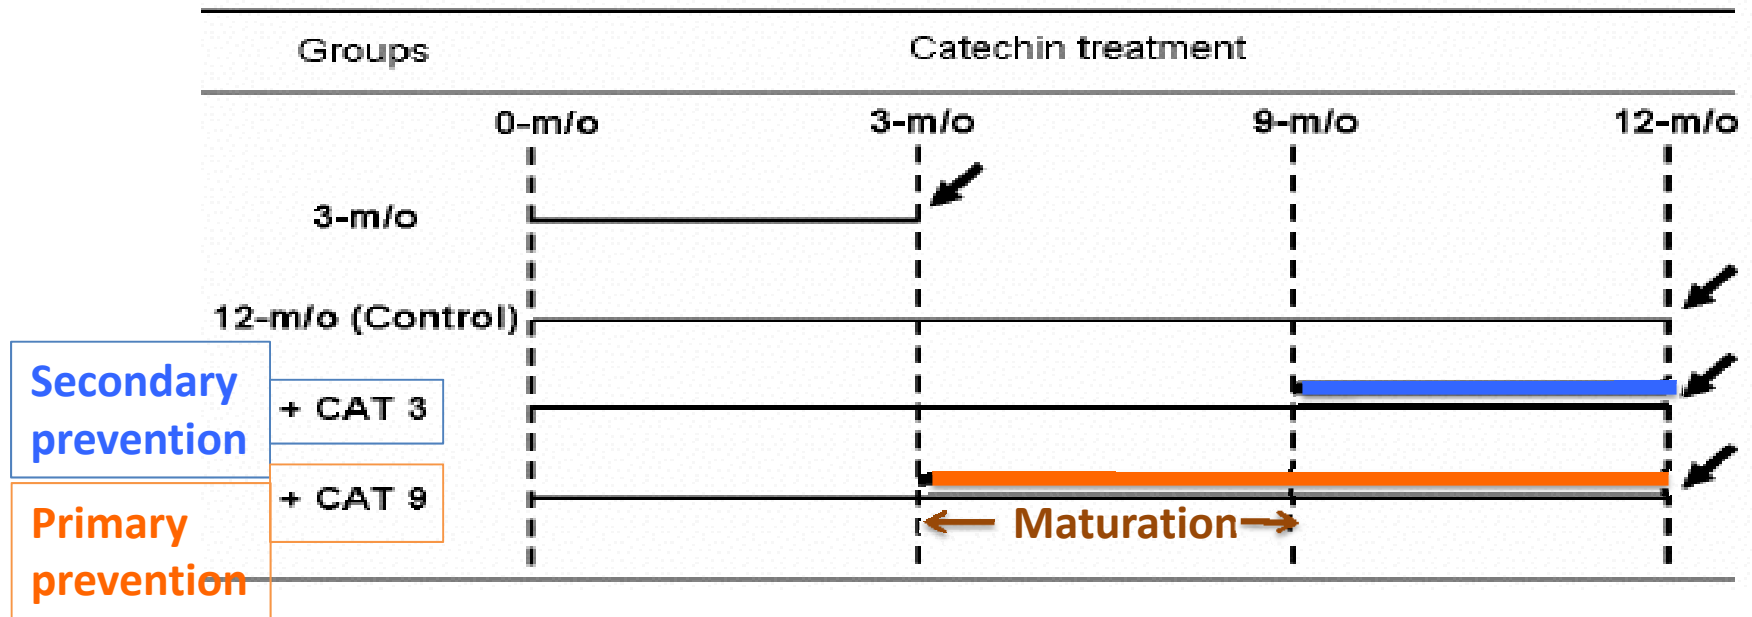 Groups
Catechin treatment
0-m/o
3-m/o
9-m/o
12-m/o
3-m/o
12-m/o (Control)
Secondary
prevention
+ CAT 3
Primary
prevention
+ CAT 9
Maturation